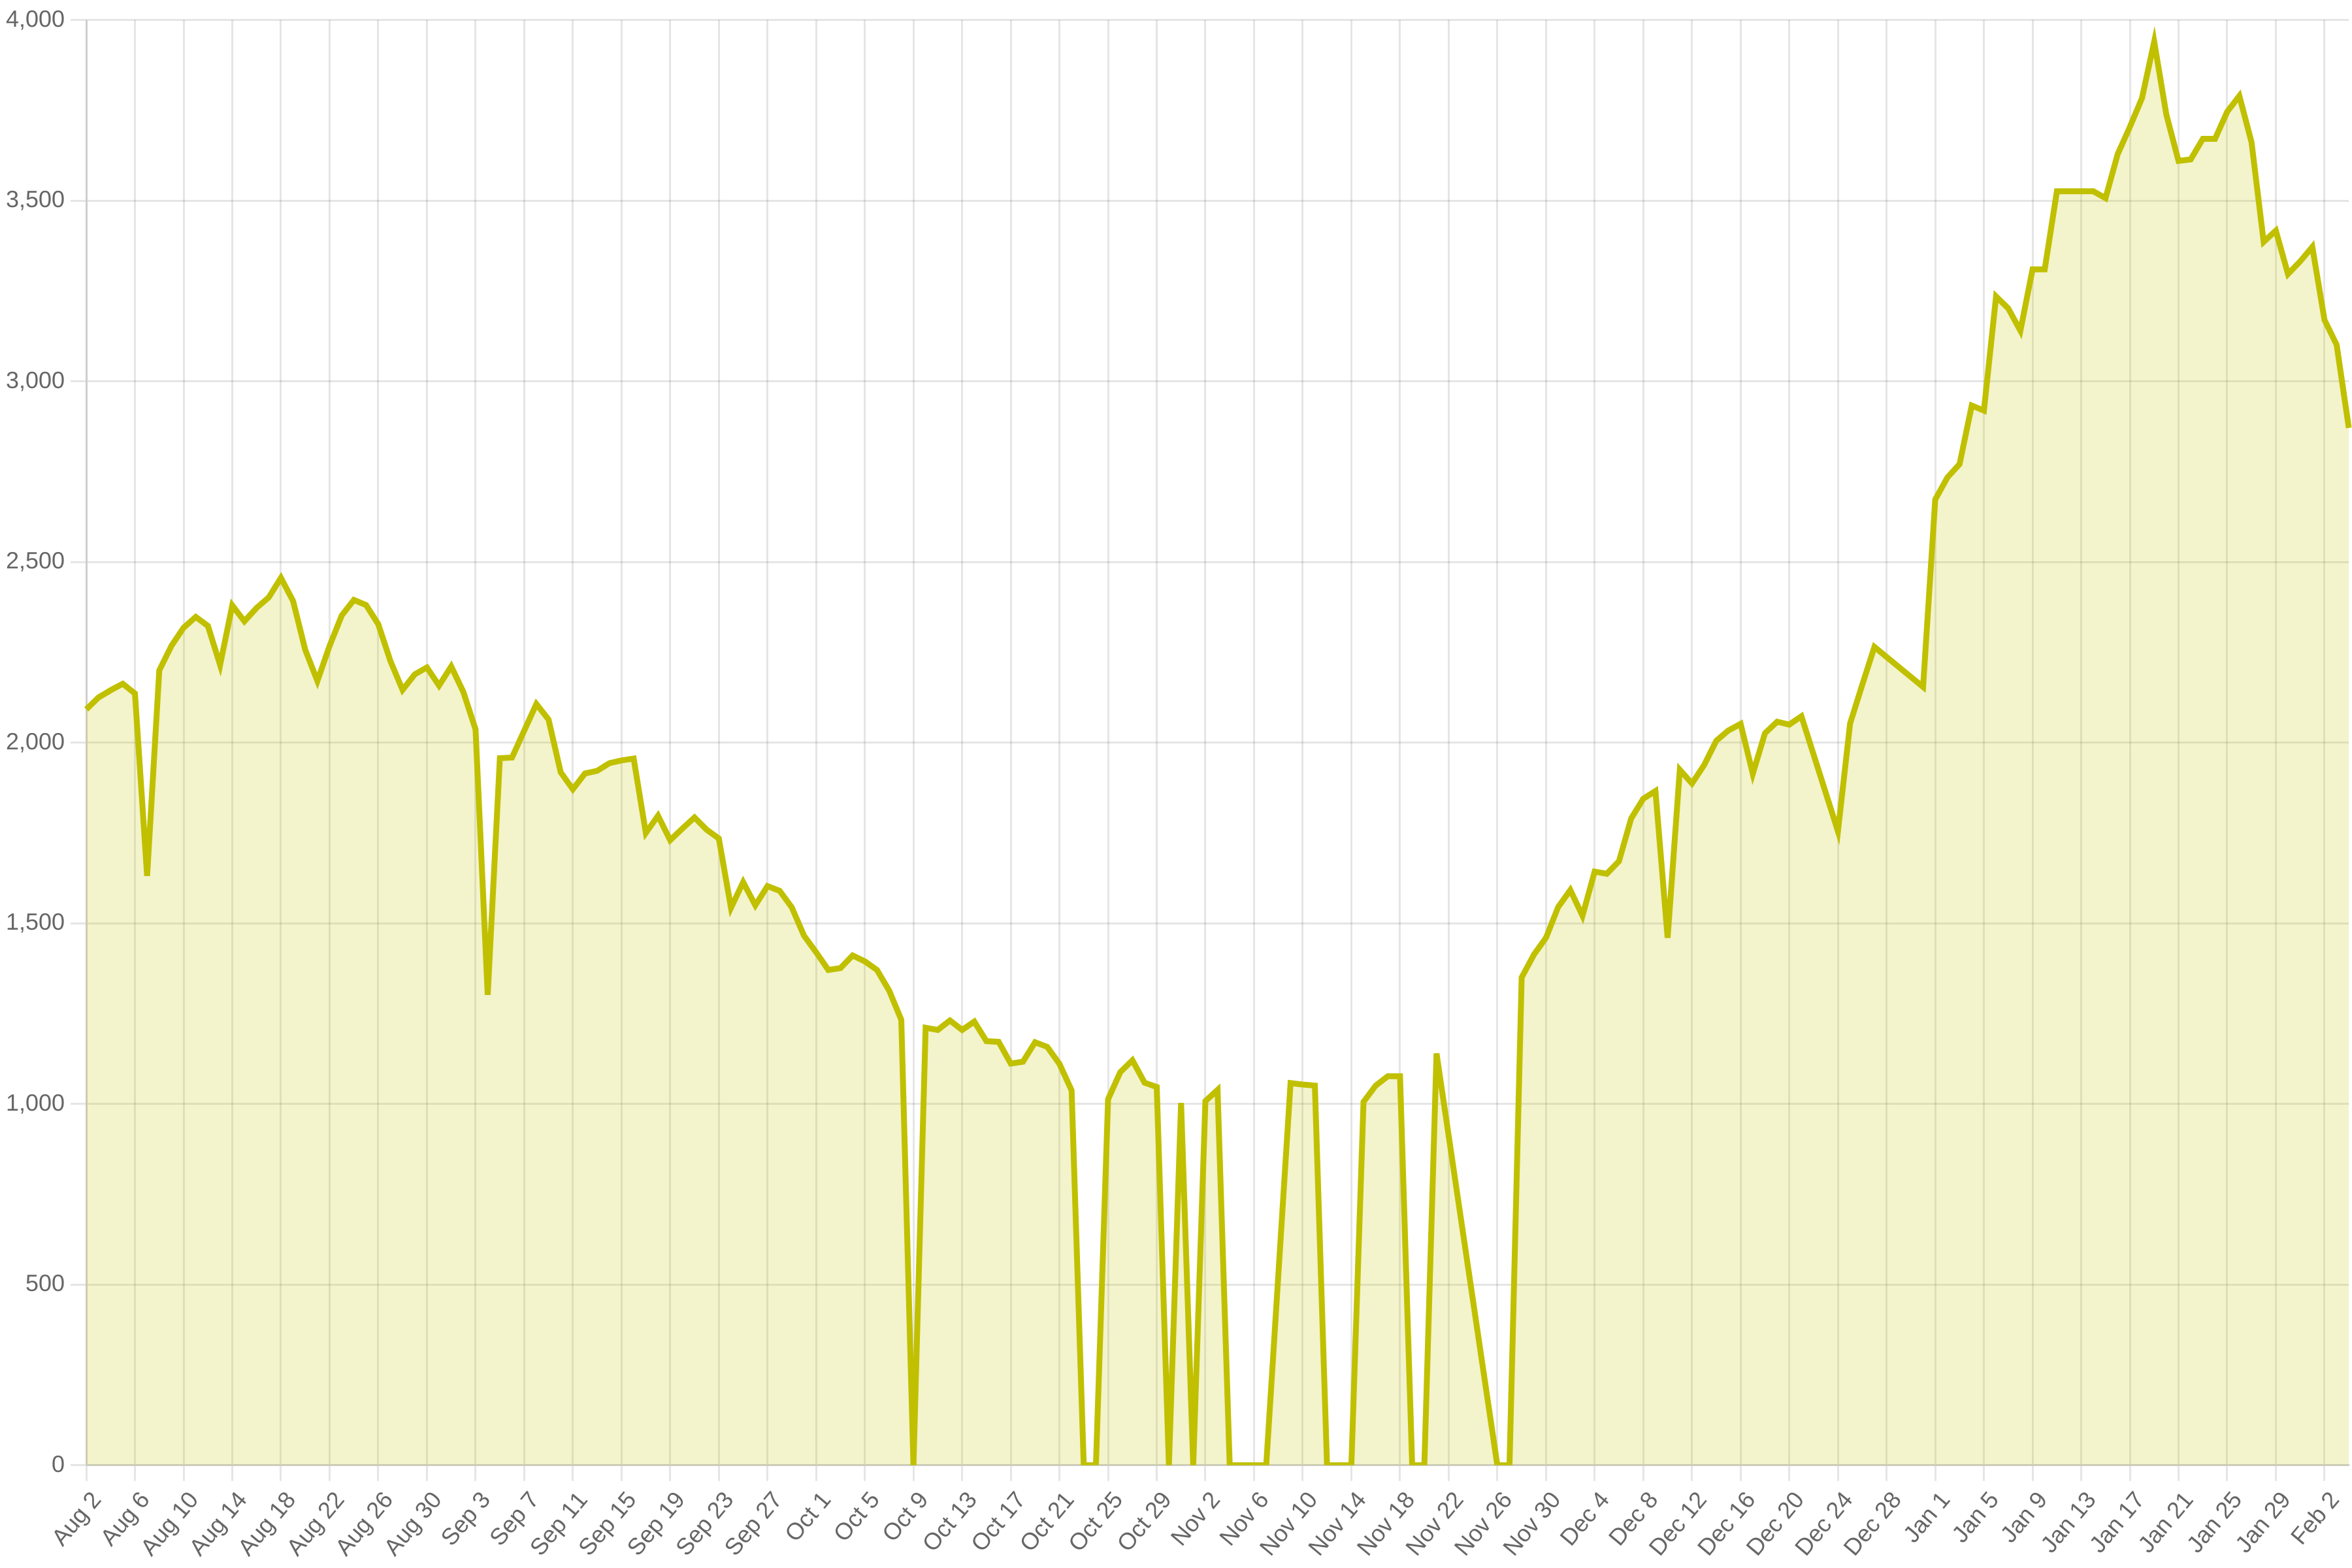 4,000
3,500
3,000
2,500
2,000
1,500
1,000
500
0
Aug 2
Aug 6
Aug 10
Aug 14
Aug 18
Aug 22
Aug 26
Aug 30
Sep 3
Sep 7
Sep 11
Sep 15
Sep 19
Sep 23
Sep 27
Oct 1
Oct 5
Oct 9
Oct 13
Oct 17
Oct 21
Oct 25
Oct 29
Nov 2
Nov 6
Nov 10
Nov 14
Nov 18
Nov 22
Nov 26
Nov 30
Dec 4
Dec 8
Dec 12
Dec 16
Dec 20
Dec 24
Dec 28
Jan 1
Jan 5
Jan 9
Jan 13
Jan 17
Jan 21
Jan 25
Jan 29
Feb 2